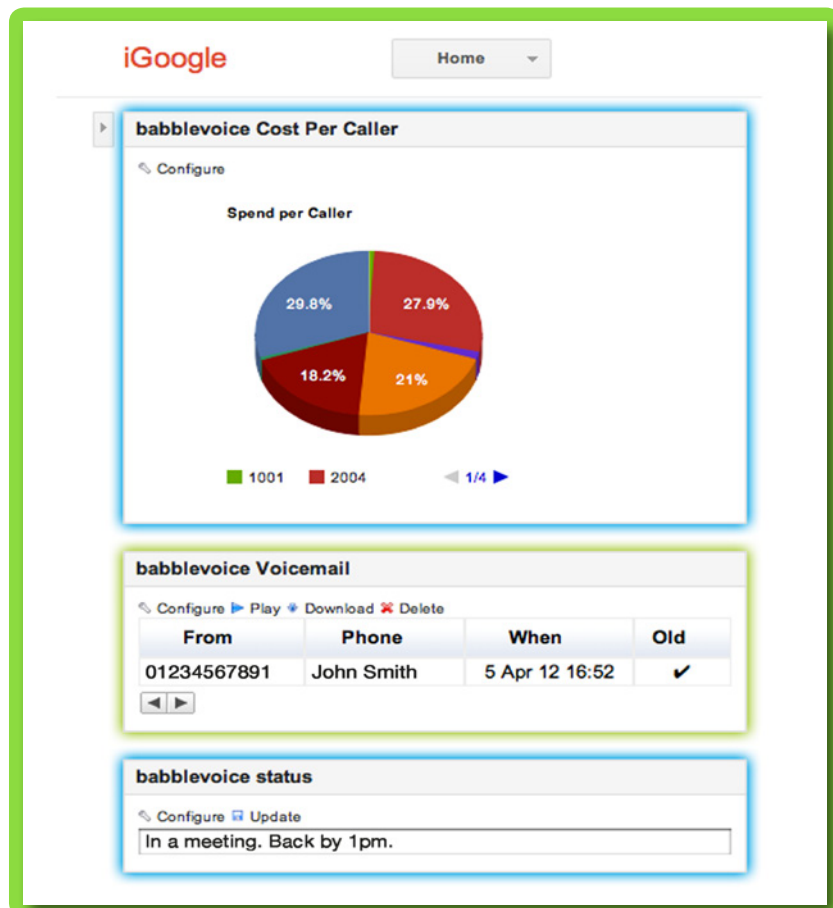 iGoogle
Home
babblevoice Cost Per Caller
Configure
Spend per Caller
29.8%
27.9%
18.2%
21%
1001 2004 1/4
babblevoice Voicemail
Configure Play Download Delete
From Phone When Old
01234567891 John Smith 5 Apr 12 16:52 ✔
babblevoice status
Configure Update
In a meeting. Back by 1pm.